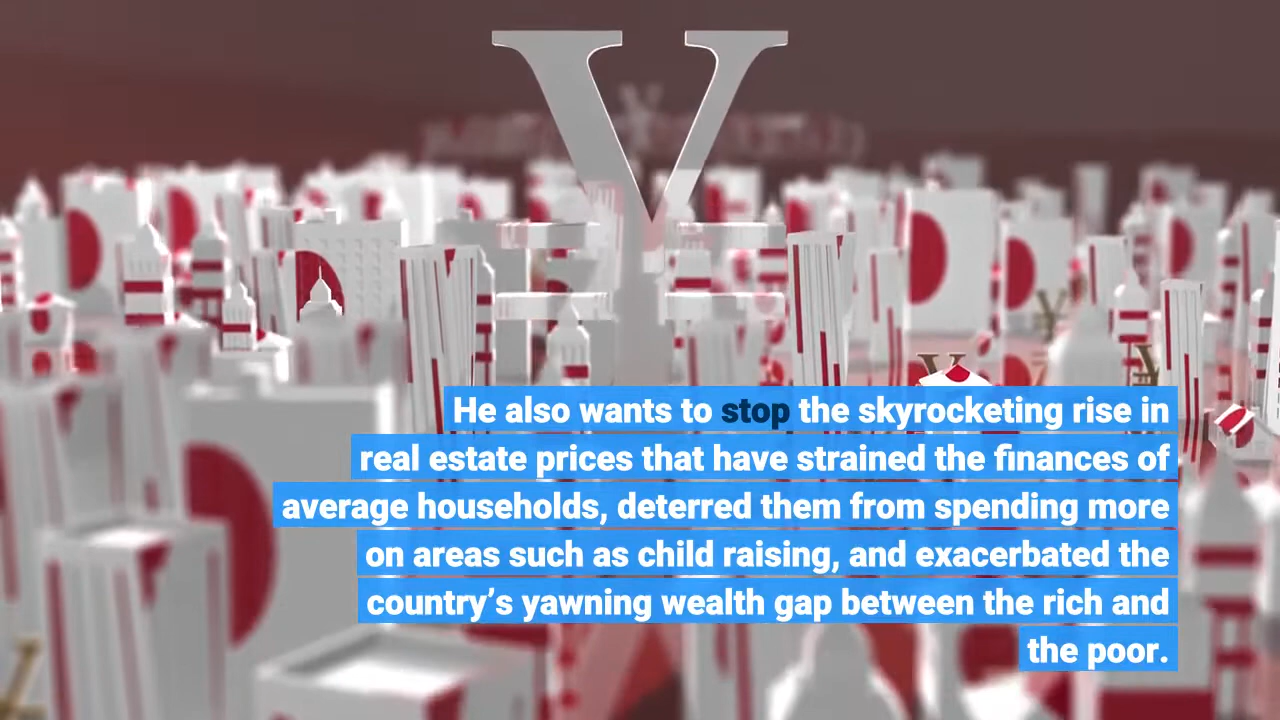 ¥
He also wants to stop the skyrocketing rise in
real estate prices that have strained the finances of
average households, deterred them from spending more
on areas such as child raising, and exacerbated the
country’s yawning wealth gap between the rich and
the poor.